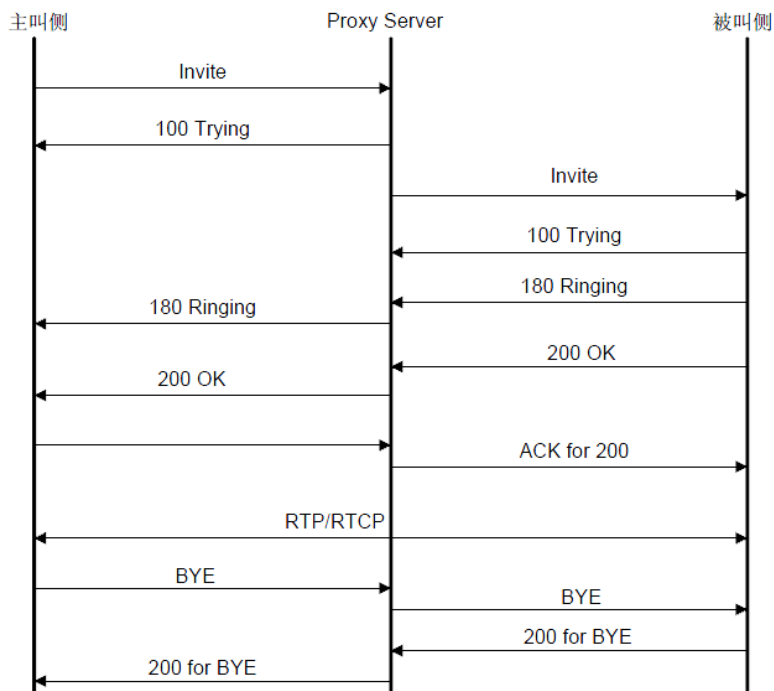 主叫侧 Proxy Server 被叫侧
Invite
100 Trying
Invite
100 Trying
180 Ringing
180 Ringing
200 OK
200 OK
ACK for 200
RTP/RTCP
BYE
BYE
200 for BYE
200 for BYE